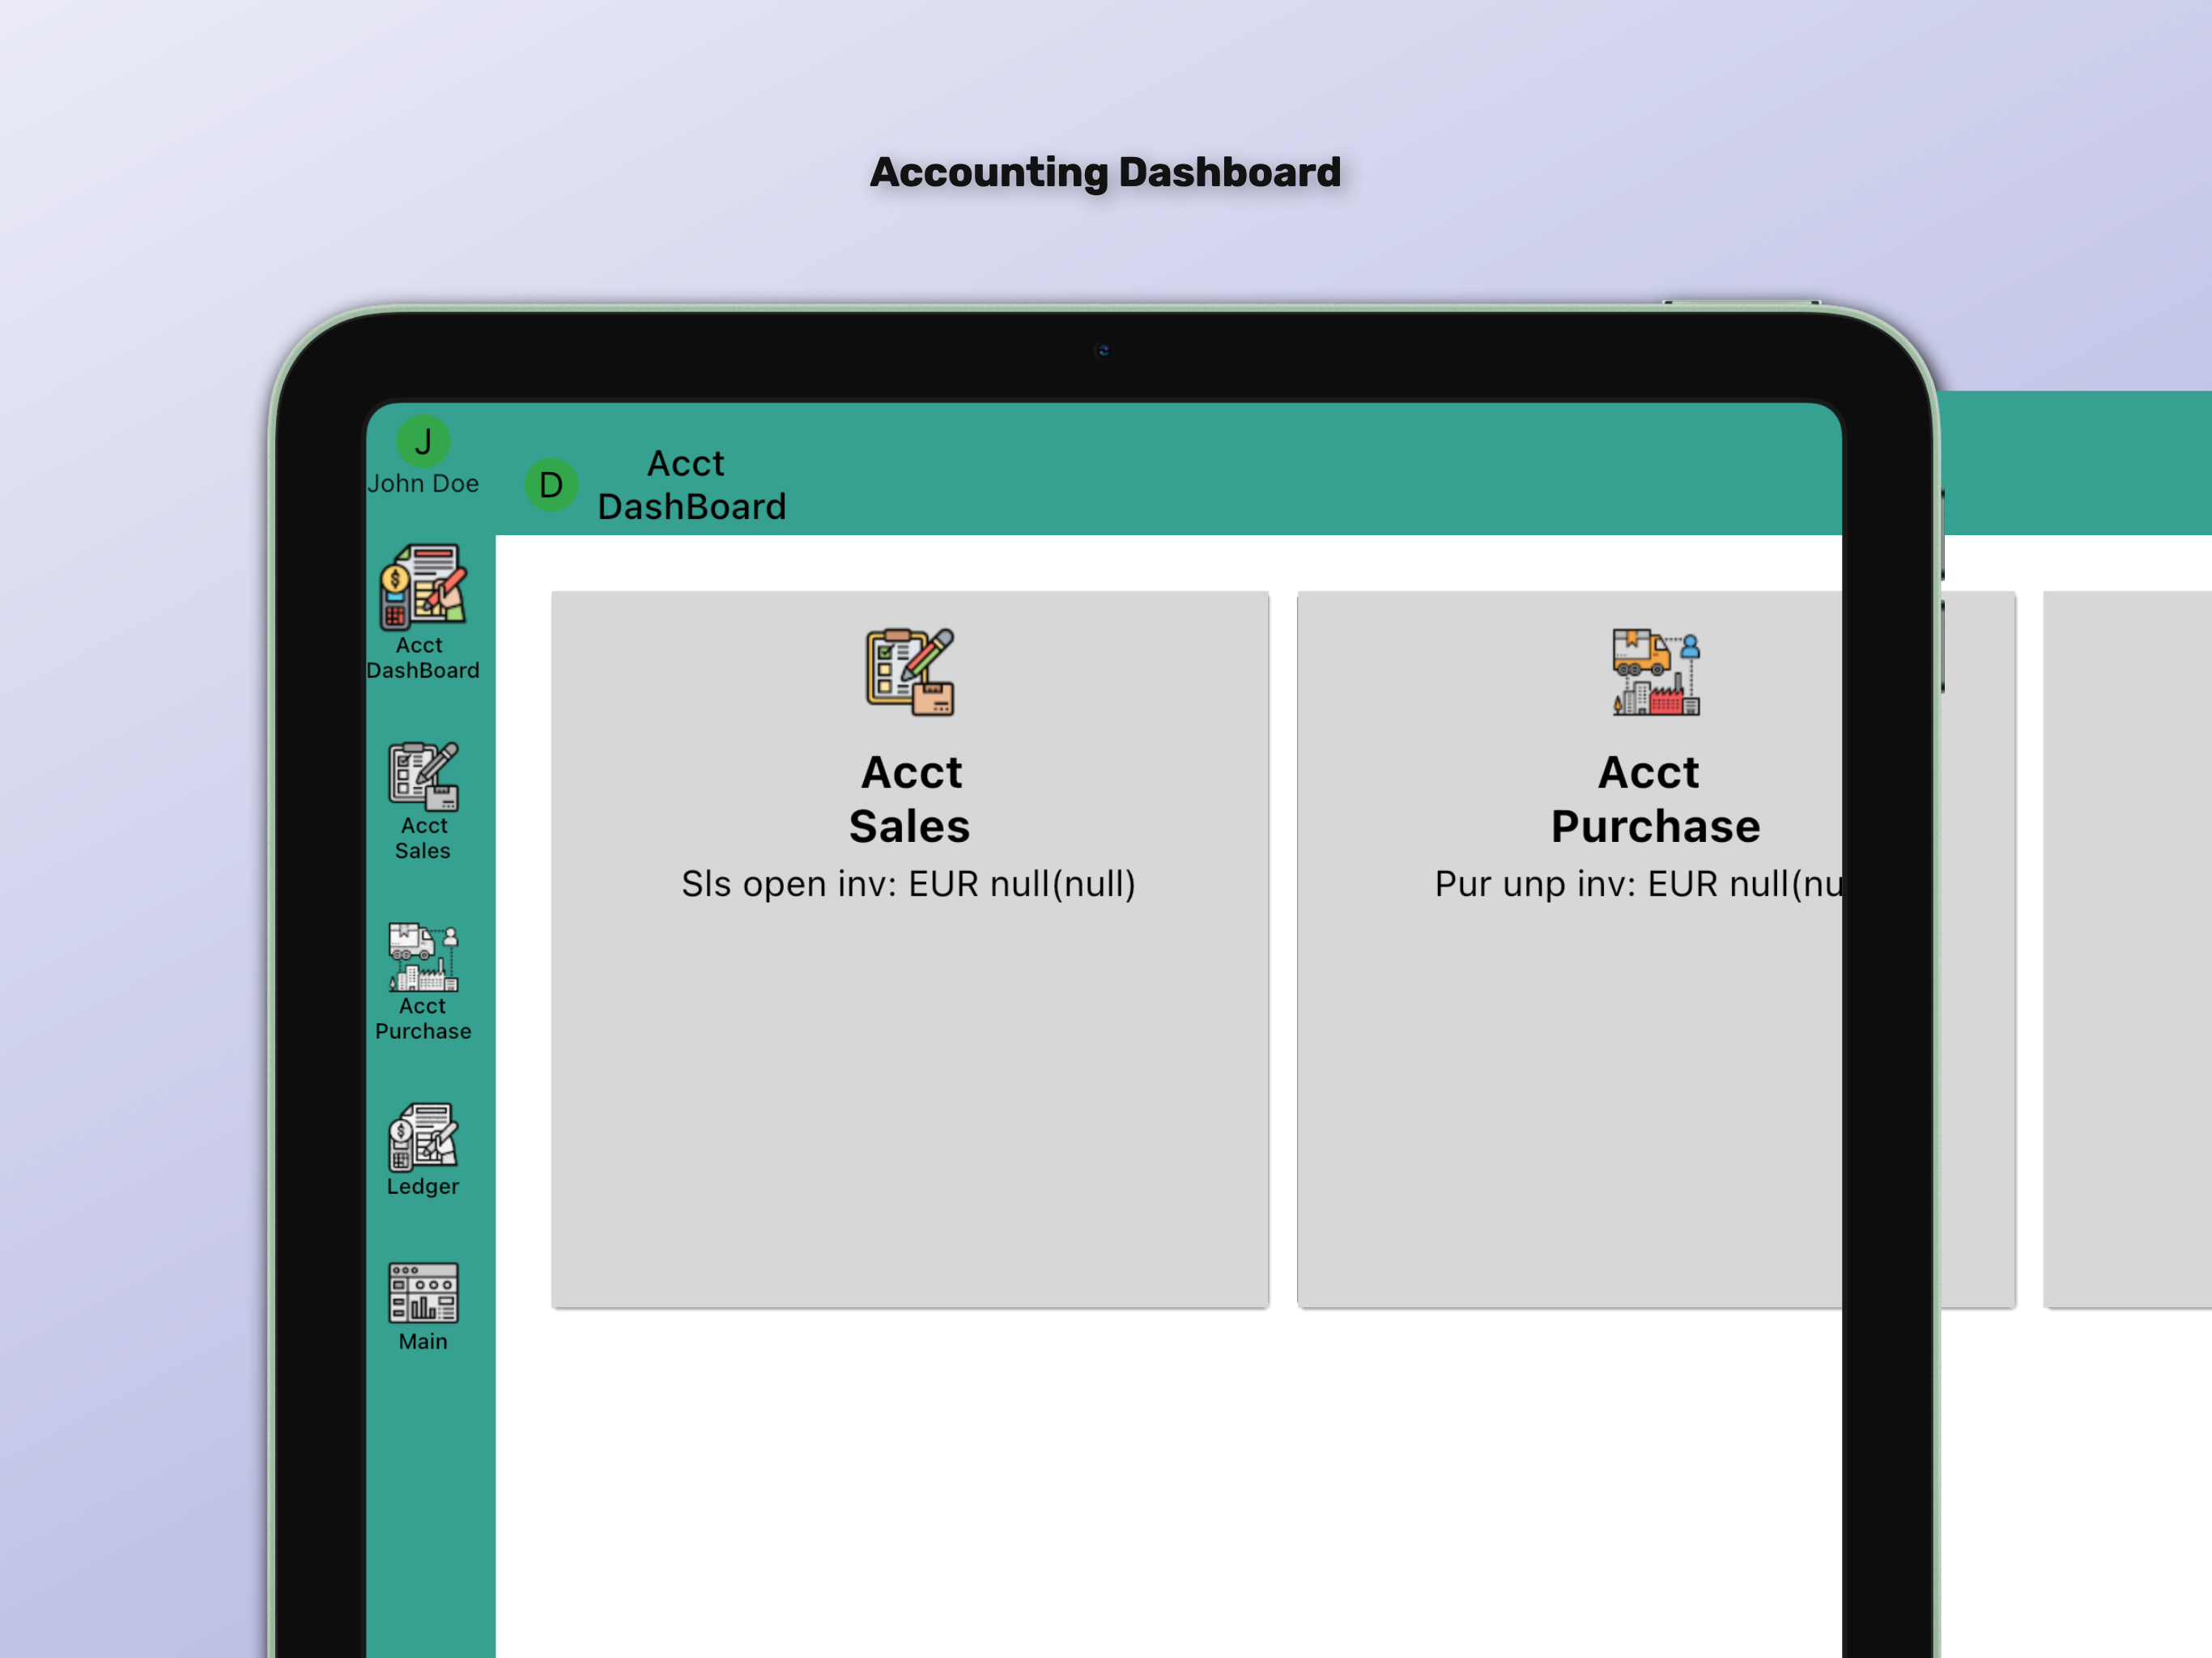 Accounting Dashboard
J
John Doe
D
Acct
DashBoard
Acct
DashBoard
Acct
Sales
Acct
Purchase
Ledger
Main
Acct
Sales
Sls open inv: EUR null(null)
Acct
Purchase
Pur unp inv: EUR null(nu